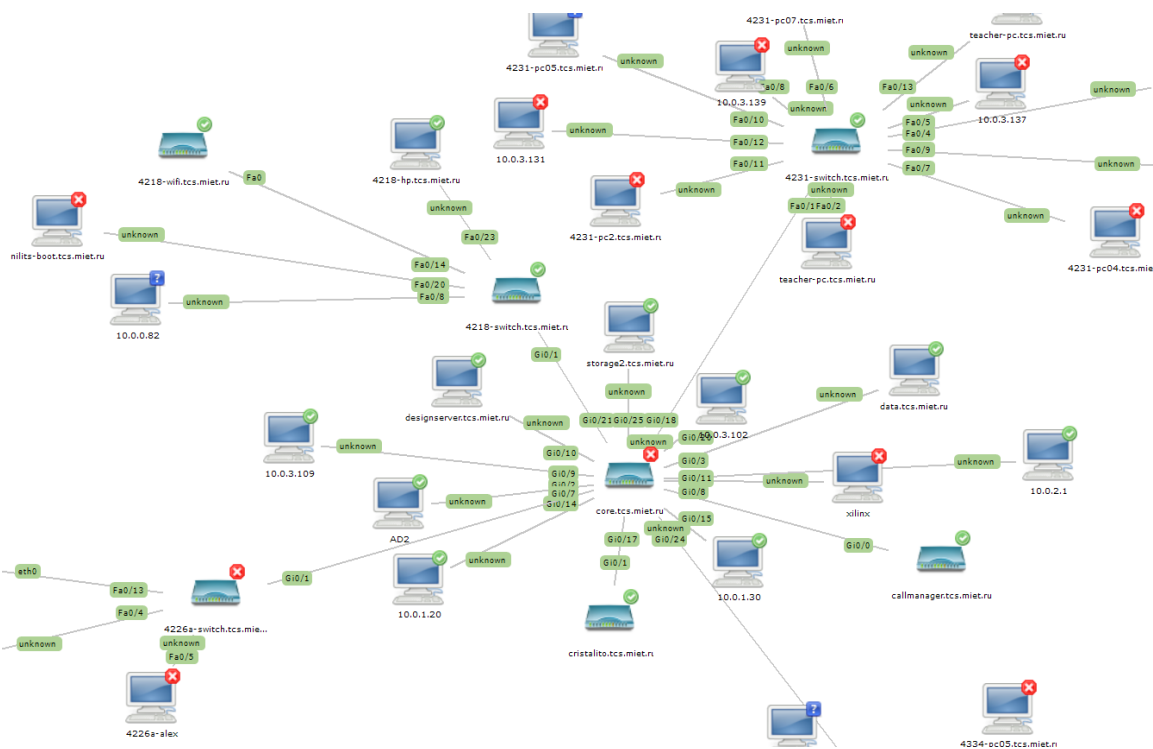 4231-pc07.tcs.miet.ru
teacher-pc.tcs.miet.ru
unknown
unknown
unknown
4231-pc05.tcs.miet.ru
Fa0/8
Fa0/6
Fa0/13
unknown
10.0.3.139
unknown
unknown
10.0.3.137
Fa0/10
Fa0/5
Fa0/4
unknown
Fa0/12
Fa0/9
10.0.3.131
Fa0/11
Fa0/7
unknown
4218-wifi.tcs.miet.ru
Fa0
4218-hp.tcs.miet.ru
4231-switch.tcs.miet.ru
unknown
unknown
Fa0/1
Fa0/2
unknown
unknown
unknown
Fa0/23
4231-pc2.tcs.miet.ru
nilits-boot.tcs.miet.ru
Fa0/14
4231-pc04.tcs.mie
teacher-pc.tcs.miet.ru
Fa0/20
Fa0/8
unknown
10.0.0.82
4218-switch.tcs.miet.ru
Gi0/1
storage2.tcs.miet.ru
unknown
unknown
data.tcs.miet.ru
designserver.tcs.miet.ru
unknown
Gi0/21
Gi0/25
Gi0/18
10.0.3.102
unknown
unknown
Gi0/10
Gi0/3
unknown
10.0.3.109
Gi0/9
Gi0/11
unknown
Gi0/7
Gi0/8
10.0.2.1
unknown
Gi0/14
core.tcs.miet.ru
xilinx
Gi0/15
unknown
AD2
Gi0/17
Gi0/24
Gi0/0
unknown
Gi0/1
eth0
Gi0/1
Fa0/13
callmanager.tcs.miet.ru
10.0.1.30
Fa0/4
10.0.1.20
4226a-switch.tcs.mie...
unknown
unknown
Fa0/5
cristalito.tcs.miet.ru
4226a-alex
4334-pc05.tcs.miet.ru